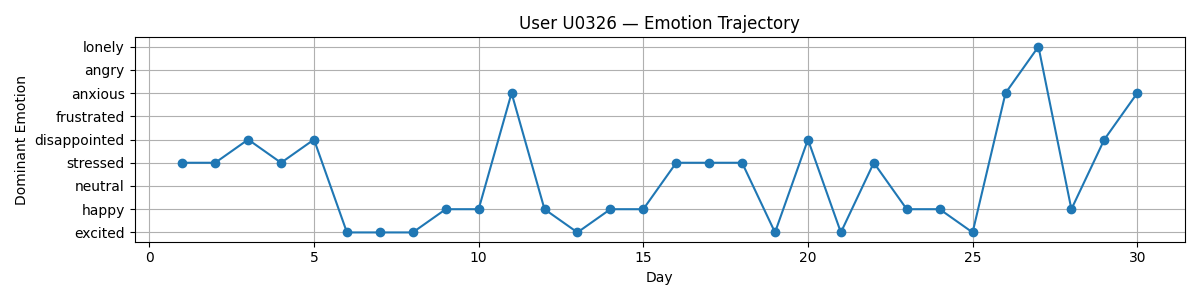 User U0326 — Emotion Trajectory
Dominant Emotion
lonely
angry
anxious
frustrated
disappointed
stressed
neutral
happy
excited
0 5 10 15 20 25 30
Day